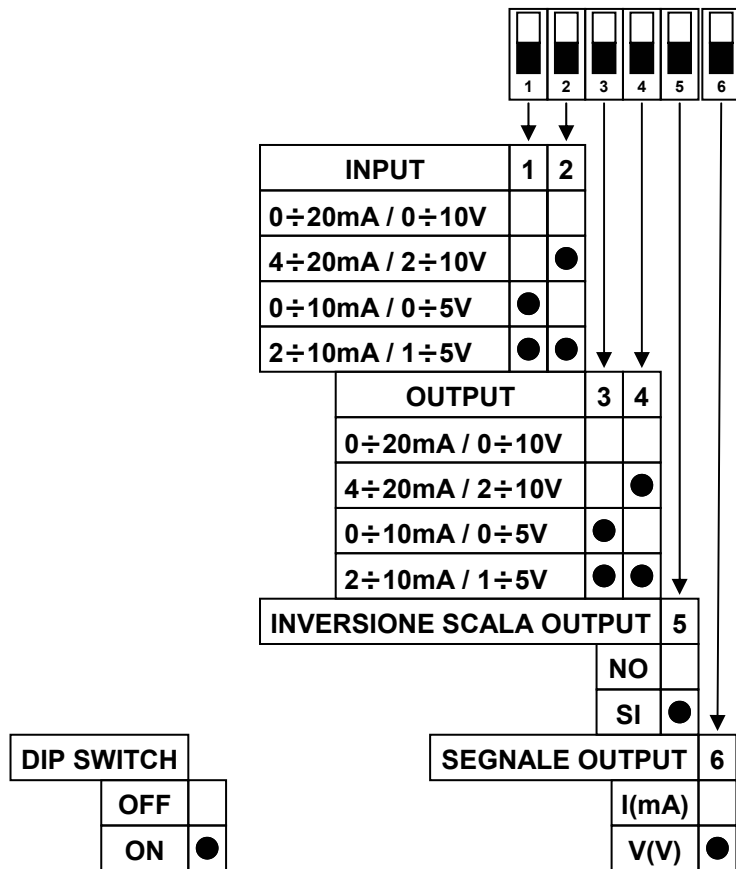 1 2 3 4 5 6
INPUT 1 2
0÷20mA / 0÷10V
4÷20mA / 2÷10V
0÷10mA / 0÷5V
2÷10mA / 1÷5V
OUTPUT 3 4
0÷20mA / 0÷10V
4÷20mA / 2÷10V
0÷10mA / 0÷5V
2÷10mA / 1÷5V
INVERSIONE SCALA OUTPUT 5
NO
SI
DIP SWITCH
OFF
ON
SEGNALE OUTPUT 6
I(mA)
V(V)